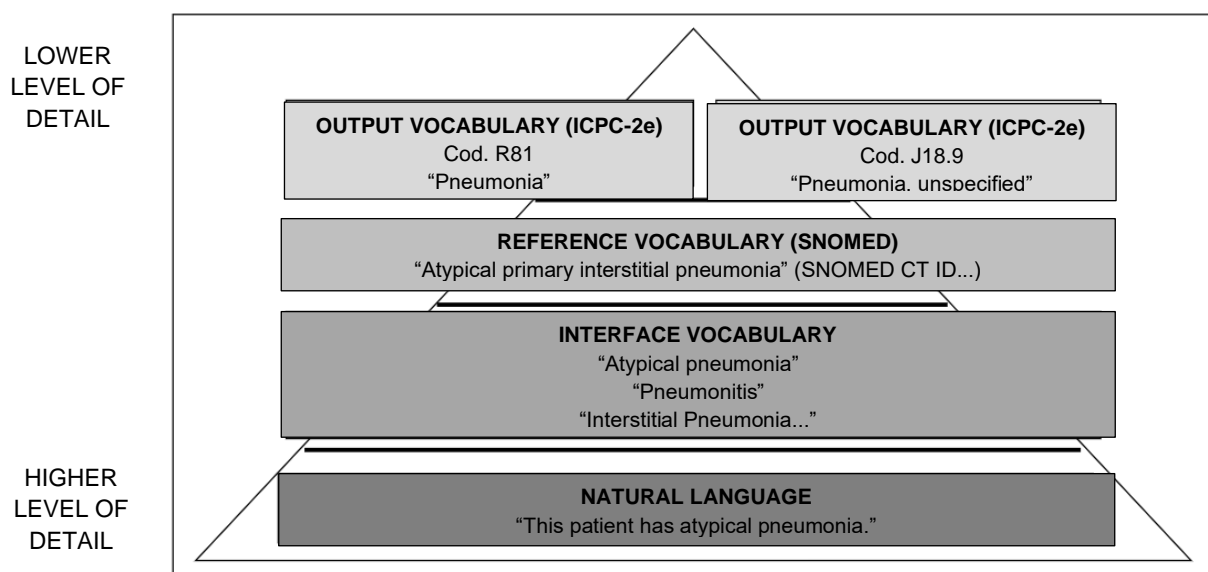 LOWER
LEVEL OF
DETAIL
OUTPUT VOCABULARY (ICPC-2e)
Cod. R81
“Pneumonia”
OUTPUT VOCABULARY (ICPC-2e)
Cod. J18.9
“Pneumonia. unspecified”
REFERENCE VOCABULARY (SNOMED)
“Atypical primary interstitial pneumonia” (SNOMED CT ID...)
INTERFACE VOCABULARY
“Atypical pneumonia”
“Pneumonitis”
“Interstitial Pneumonia...”
HIGHER
LEVEL OF
DETAIL
NATURAL LANGUAGE
“This patient has atypical pneumonia.”